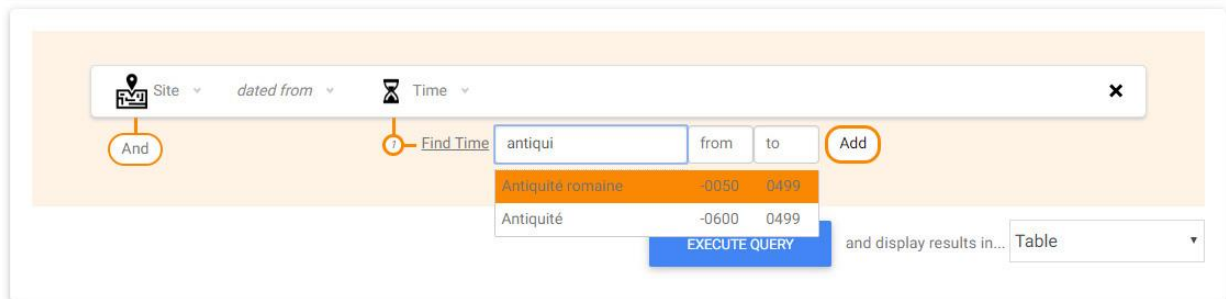 Site dated from Time
And 1 Find Time antiqui from to Add
Antiquité romaine -0050 0499
Antiquité -0600 0499
EXECUTE QUERY and display results in... Table